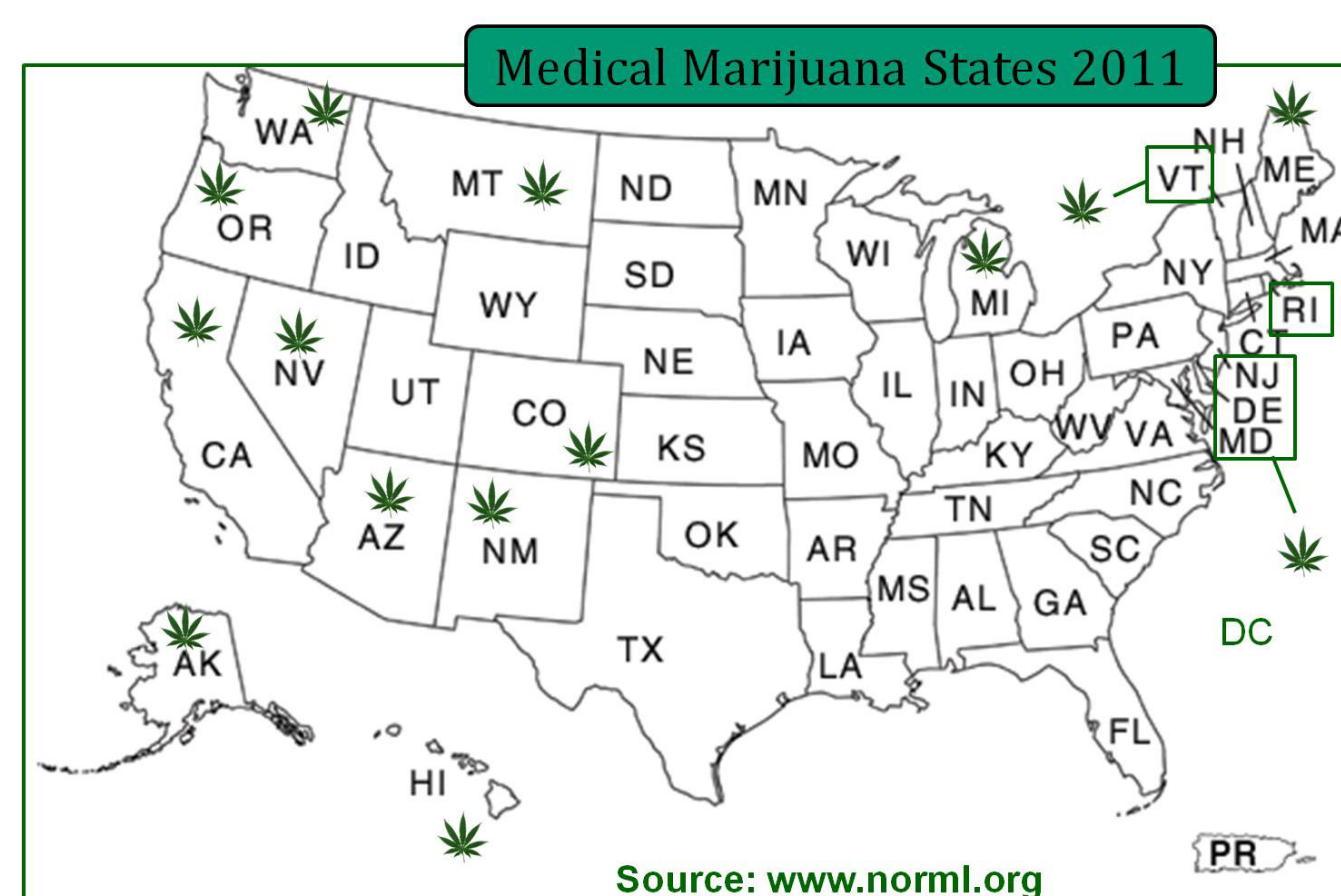 Medical Marijuana States 2011
WA
MT
ND
MN
NH
VT
ME
OR
ID
SD
WI
MA
WY
NY
MI
RI
NV
UT
CO
NE
IA
IL
IN
OH
PA
CT
NJ
DE
MD
CA
KS
MO
KY
WV
VA
AZ
NM
OK
AR
TN
NC
SC
MS
AL
GA
TX
LA
AK
DC
FL
HI
PR
Source: www.norml.org